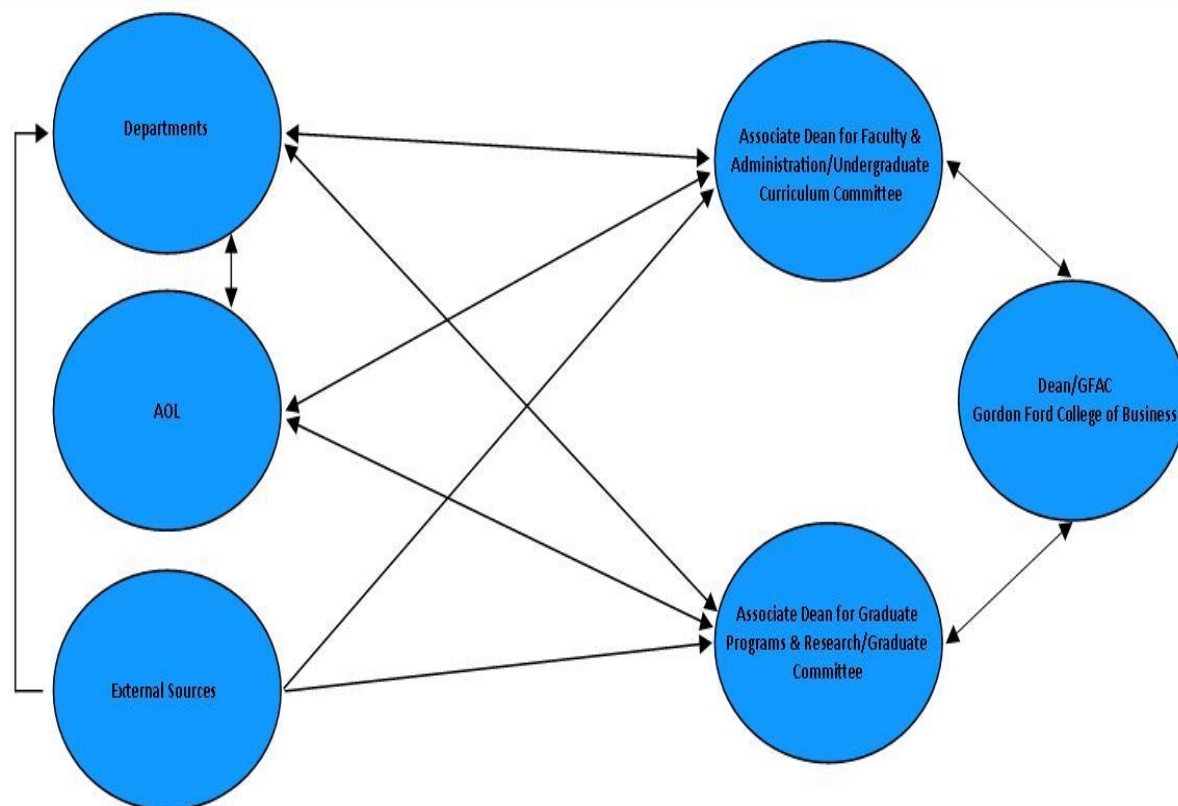 Departments
Associate Dean for Faculty &
Administration/Undergraduate
Curriculum Committee
AOL
Dean/GFAC
Gordon Ford College of Business
External Sources
Associate Dean for Graduate
Programs & Research/Graduate
Committee